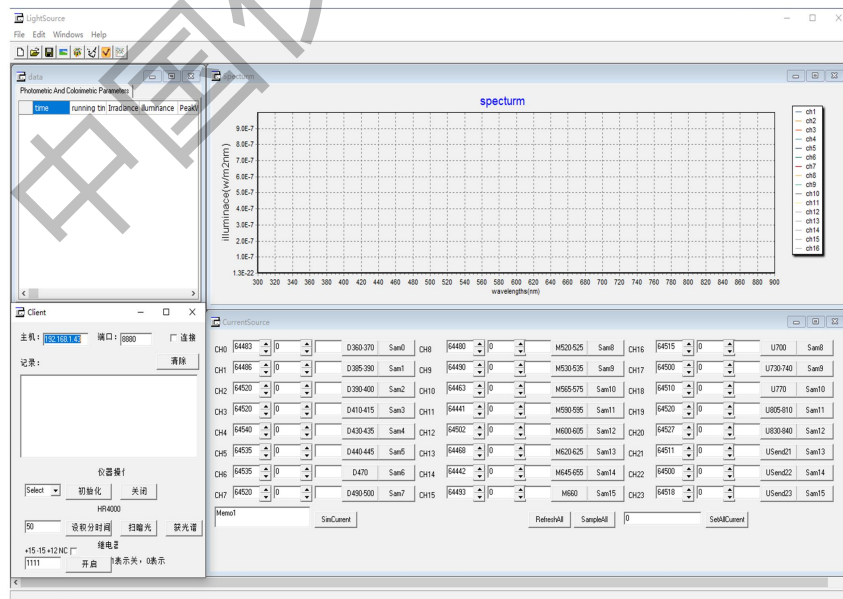 LightSource
File Edit Windows Help
data
Photometric And Colorimetric Parameters
time running tin Irradiance illuminance PeakW
Specturm
specturm
illuminace(w/m2nm)
9.0E-7
8.0E-7
7.0E-7
6.0E-7
5.0E-7
4.0E-7
3.0E-7
2.0E-7
1.0E-7
1.3E-22
300 320 340 360 380 400 420 440 460 480 500 520 540 560 580 600 620 640 660 680 700 720 740 760 780 800 820 840 860 880 900
wavelengths(nm)
ch1
ch2
ch3
ch4
ch5
ch6
ch7
ch8
ch9
ch10
ch11
ch12
ch13
ch14
ch15
ch16
Client
主机: 192.168.1.43 端口: 8880 连接
记录: 清除
仪器操作
Select 初始化 关闭
HR4000
50 设积分时间 扫暗光 获光谱
+15 -15 +12 NC 继电器
1111 开启 1表示关,0表示
CurrentSource
CH0 64483 0 D360-370 Sam0 CH8 64480 0 M520-525 Sam8 CH16 64515 0 U700 Sam8
CH1 64486 0 D385-390 Sam1 CH9 64490 0 M530-535 Sam9 CH17 64500 0 U730-740 Sam9
CH2 64520 0 D390-400 Sam2 CH10 64463 0 M565-575 Sam10 CH18 64510 0 U770 Sam10
CH3 64520 0 D410-415 Sam3 CH11 64441 0 M590-595 Sam11 CH19 64520 0 U805-810 Sam11
CH4 64540 0 D430-435 Sam4 CH12 64502 0 M600-605 Sam12 CH20 64527 0 U830-840 Sam12
CH5 64535 0 D440-445 Sam5 CH13 64468 0 M620-625 Sam13 CH21 64511 0 USend21 Sam13
CH6 64535 0 D470 Sam6 CH14 64442 0 M645-655 Sam14 CH22 64500 0 USend22 Sam14
CH7 64520 0 D490-500 Sam7 CH15 64493 0 M660 Sam15 CH23 64518 0 USend23 Sam15
Memo1 SimCurrent RefreshAll SampleAll 0 SetAllCurrent
中国